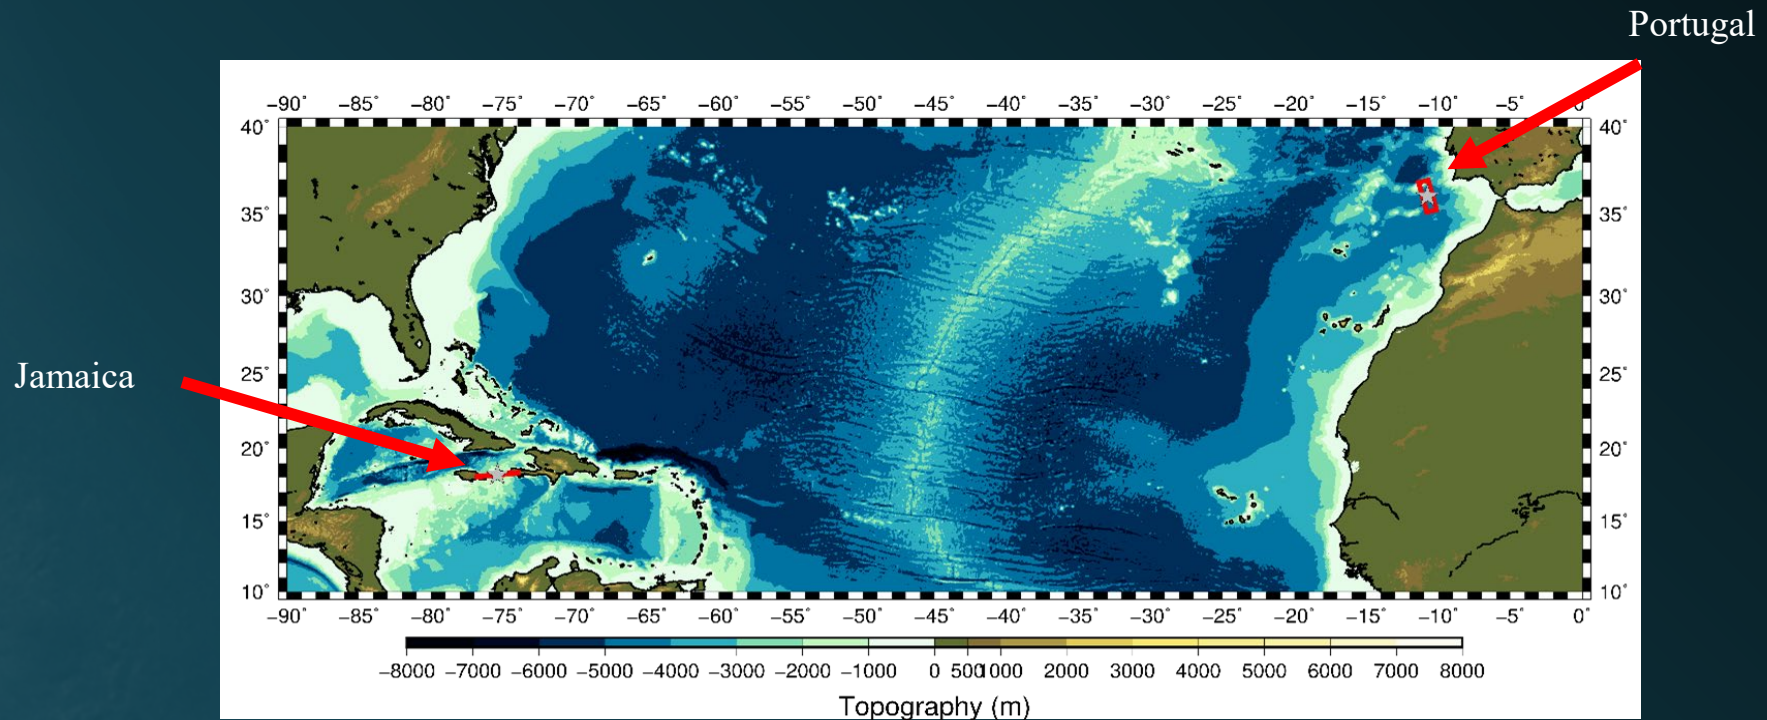 Portugal
−90˚ −85˚ −80˚ −75˚ −70˚ −65˚ −60˚ −55˚ −50˚ −45˚ −40˚ −35˚ −30˚ −25˚ −20˚ −15˚ −10˚ −5˚ 0˚
40˚ 40˚
35˚ 35˚
30˚ 30˚
Jamaica
25˚ 25˚
20˚ 20˚
15˚ 15˚
10˚ 10˚
−90˚ −85˚ −80˚ −75˚ −70˚ −65˚ −60˚ −55˚ −50˚ −45˚ −40˚ −35˚ −30˚ −25˚ −20˚ −15˚ −10˚ −5˚ 0˚
−8000 −7000 −6000 −5000 −4000 −3000 −2000 −1000 0 500 1000 2000 3000 4000 5000 6000 7000 8000
Topography (m)